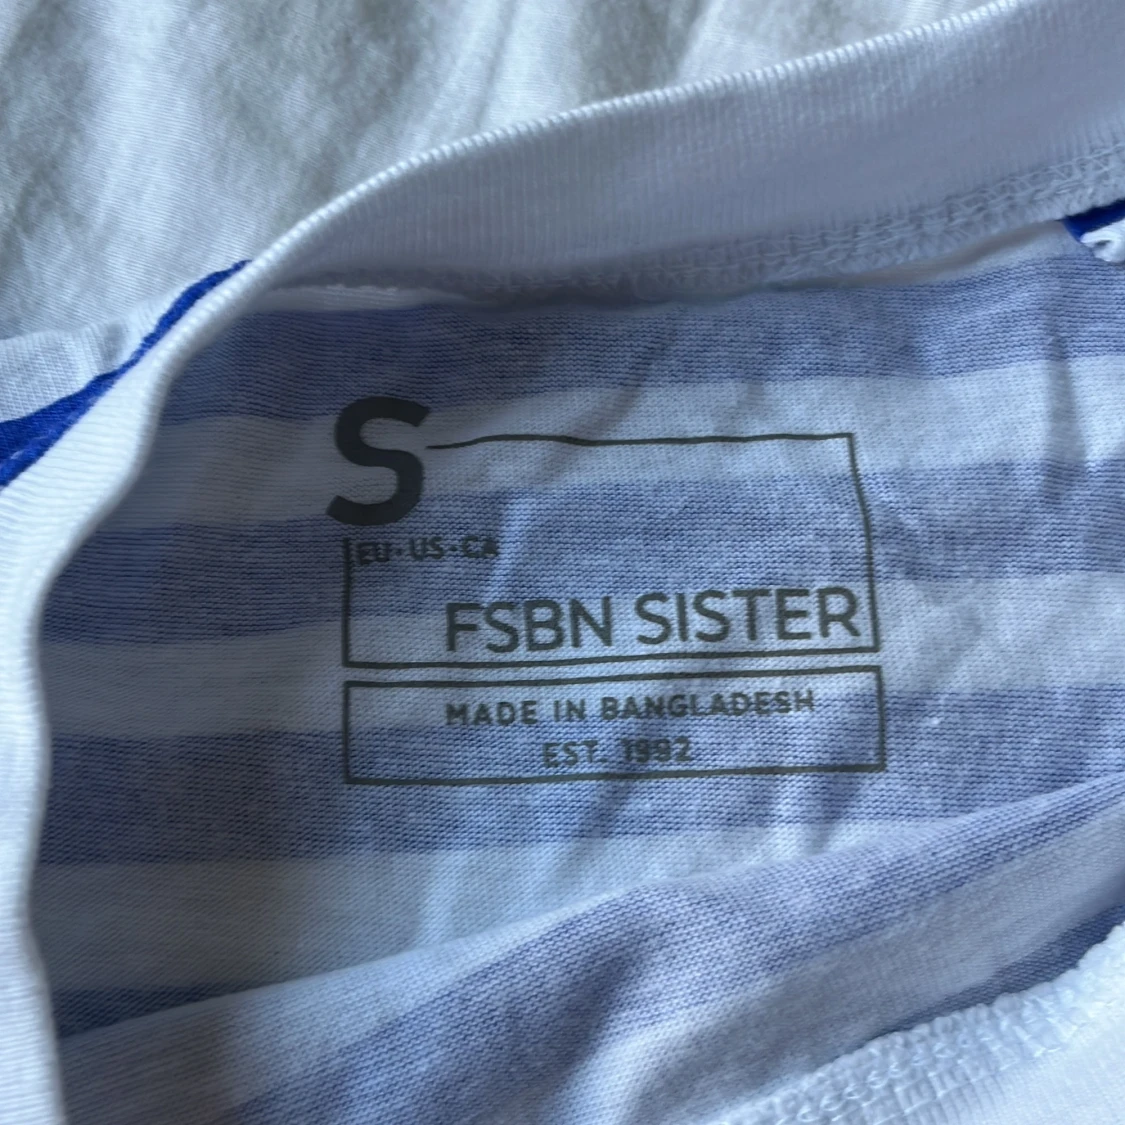 S
EU·US·CA
FSBN SISTER
MADE IN BANGLADESH
EST. 1992